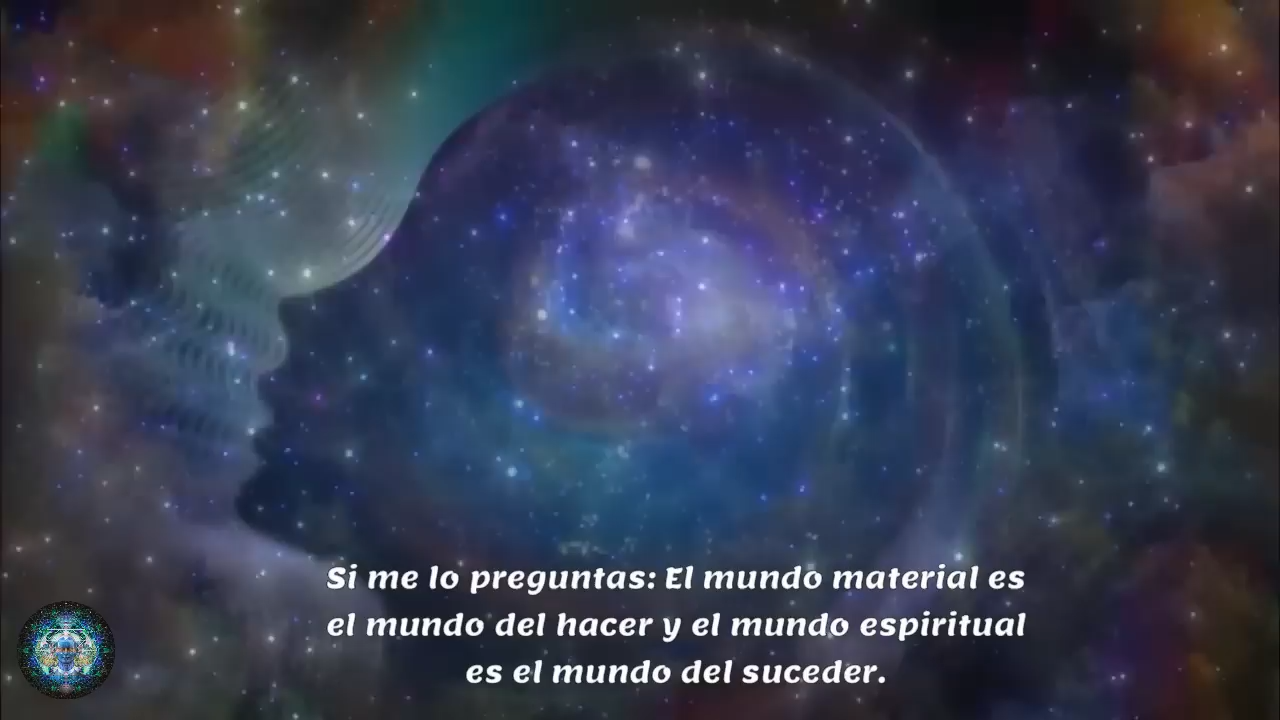 Si me lo preguntas: El mundo material es
el mundo del hacer y el mundo espiritual
es el mundo del suceder.